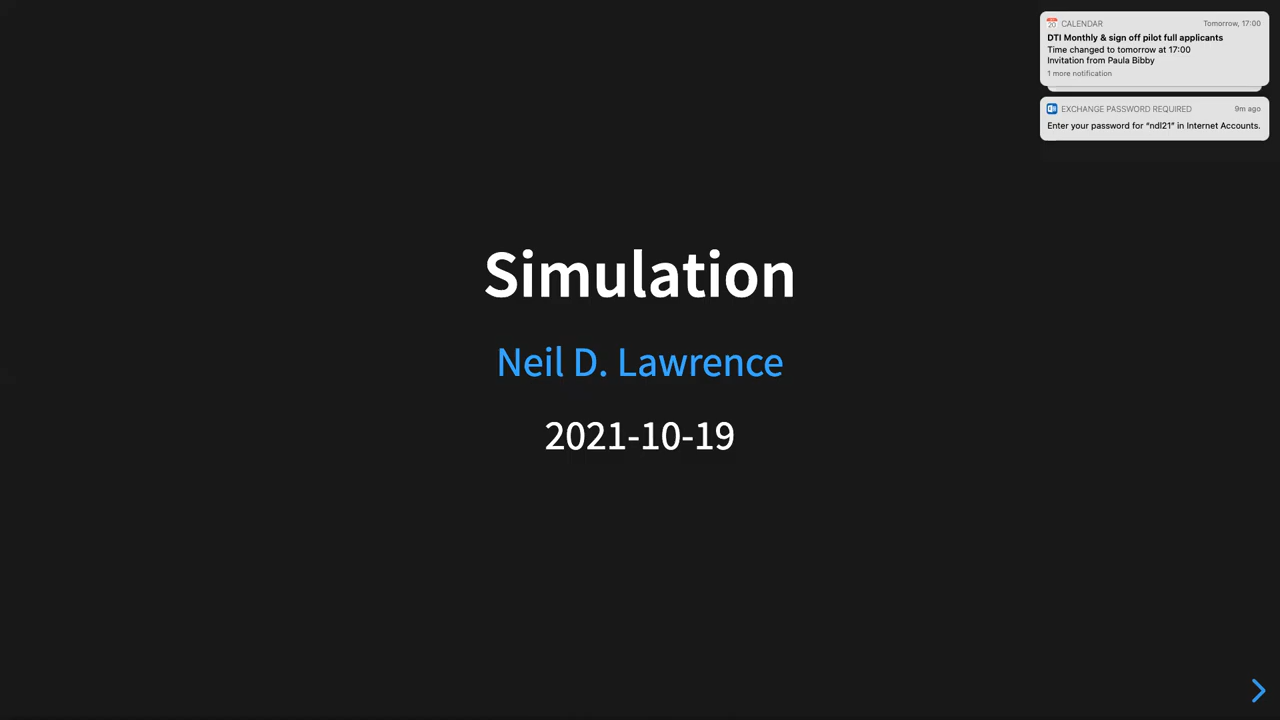 CALENDAR
Tomorrow, 17:00
DTI Monthly & sign off pilot full applicants
Time changed to tomorrow at 17:00
Invitation from Paula Bibby
1 more notification
EXCHANGE PASSWORD REQUIRED
9m ago
Enter your password for “ndl21” in Internet Accounts.
Simulation
Neil D. Lawrence
2021-10-19